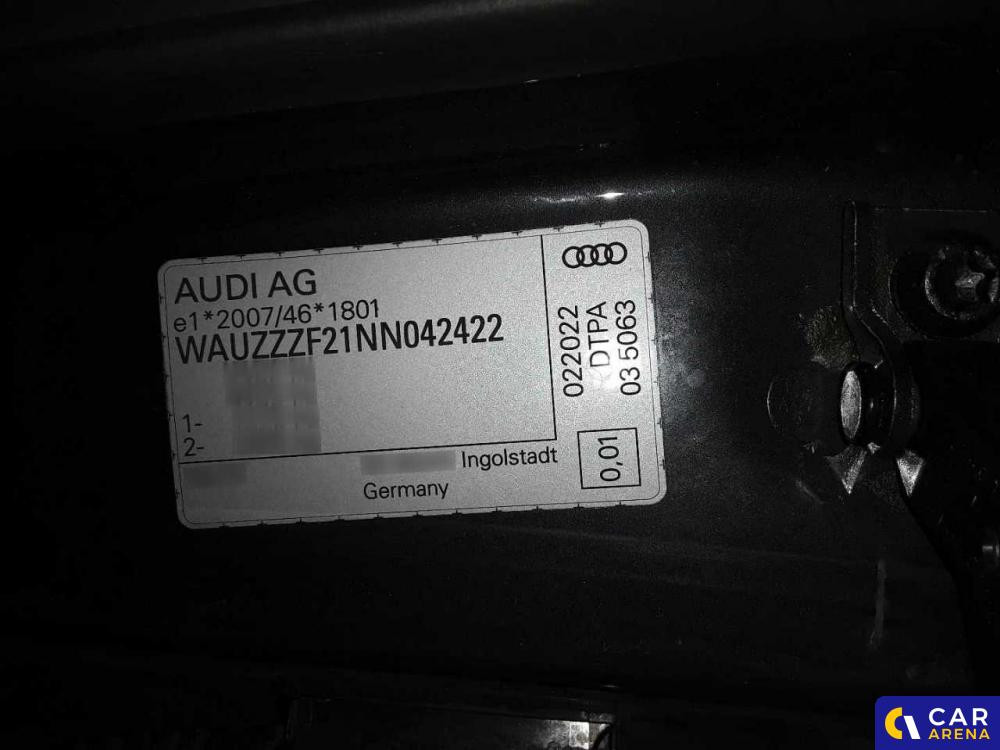 AUDI AG
e1*2007/46*1801
WAUZZZF21NN042422
1-
2-
Ingolstadt
Germany
022022
DTPA
03 5063
0,01
CAR
ARENA